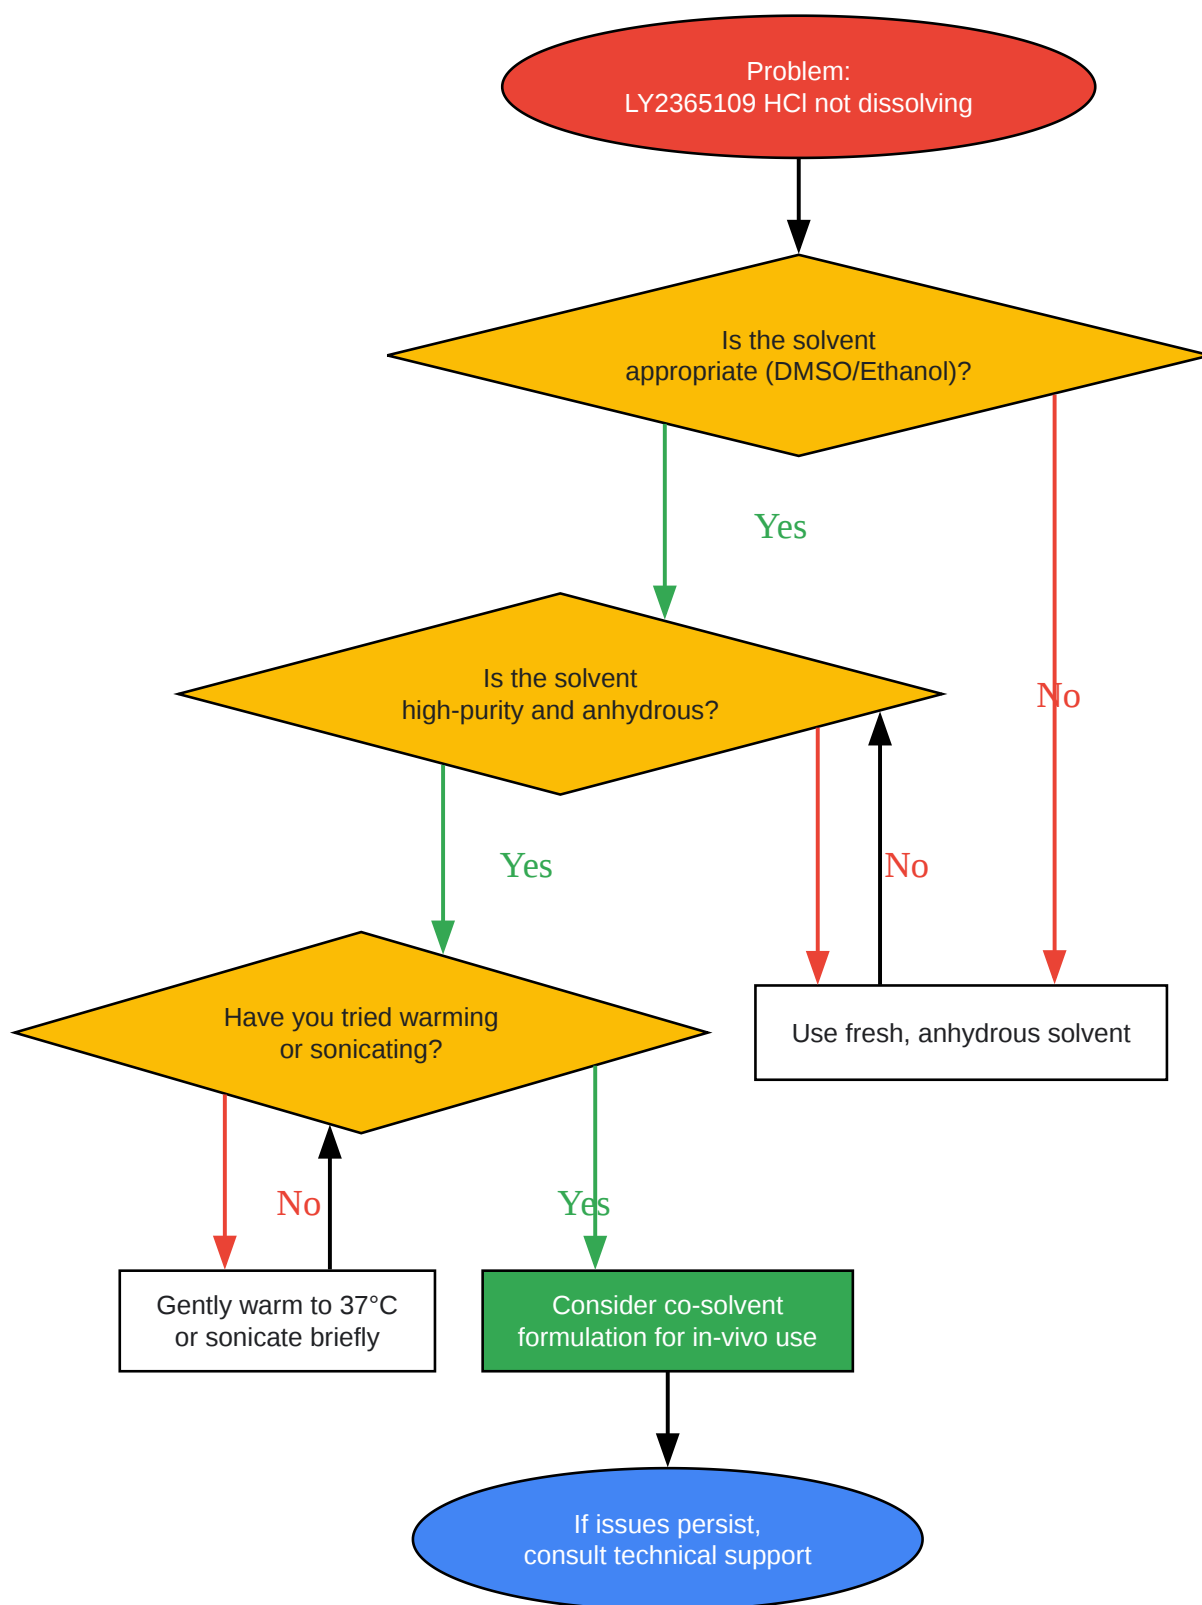 Problem:
LY2365109 HCl not dissolving
Is the solvent
appropriate (DMSO/Ethanol)?
Yes
Is the solvent
high-purity and anhydrous?
No
Yes
No
Have you tried warming
or sonicating?
Use fresh, anhydrous solvent
No
Yes
Gently warm to 37°C
or sonicate briefly
Consider co-solvent
formulation for in-vivo use
If issues persist,
consult technical support